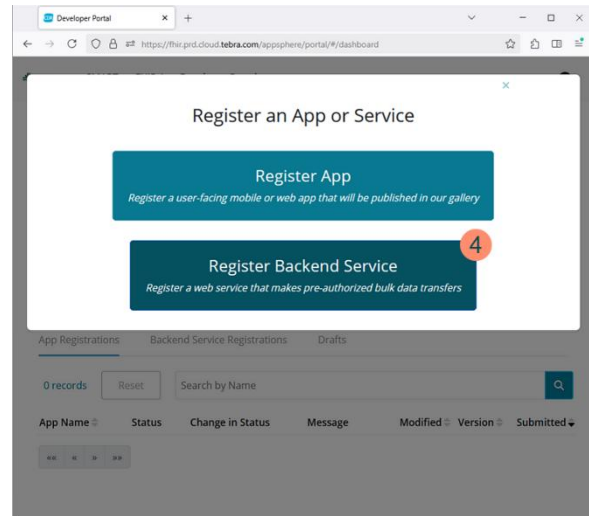 Developer Portal
https://fhir.prd.cloud.tebra.com/appsphere/portal/#/dashboard
Register an App or Service
Register App
Register a user-facing mobile or web app that will be published in our gallery
4
Register Backend Service
Register a web service that makes pre-authorized bulk data transfers
App Registrations Backend Service Registrations Drafts
0 records Reset Search by Name
App Name Status Change in Status Message Modified Version Submitted
«« « » »»